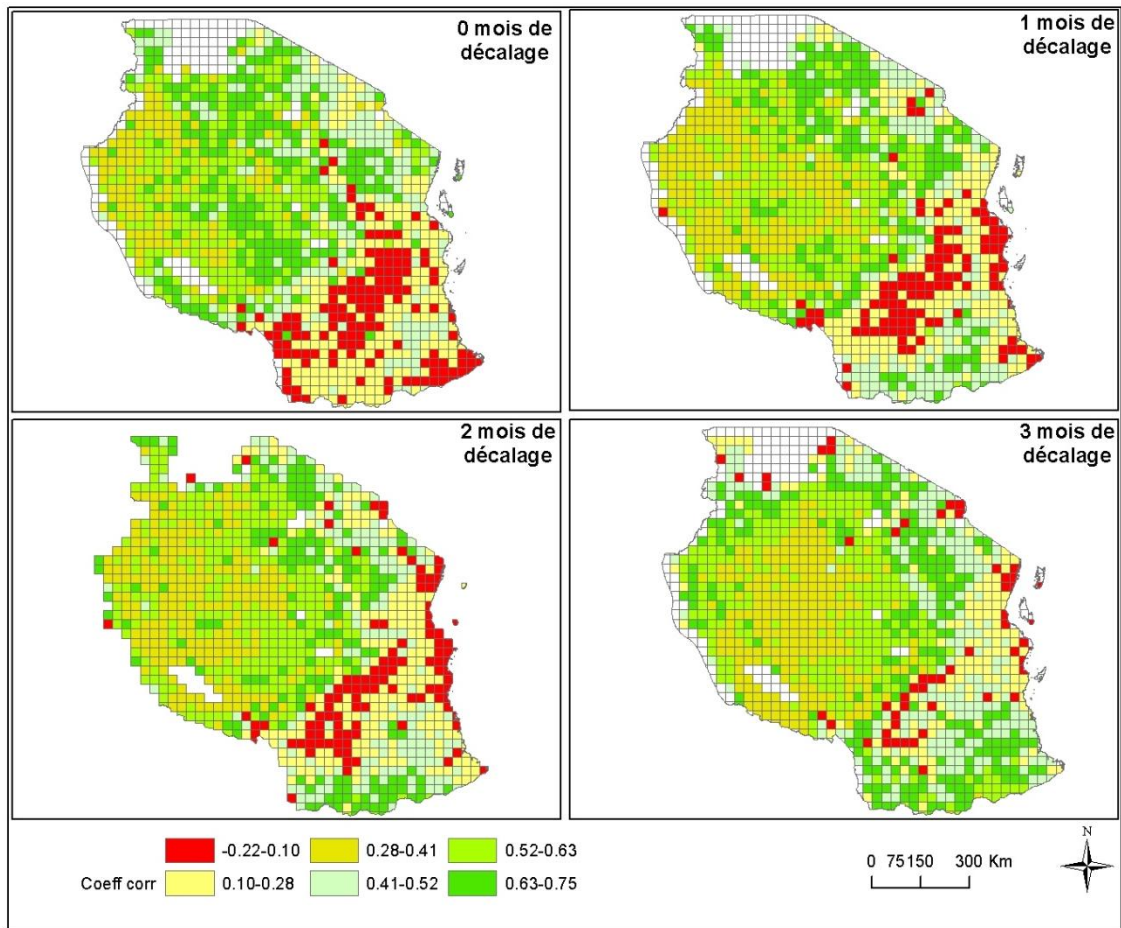 0 mois de
décalage
1 mois de
décalage
2 mois de
décalage
3 mois de
décalage
Coeff corr
-0.22-0.10
0.28-0.41
0.52-0.63
0.10-0.28
0.41-0.52
0.63-0.75
0 75150 300 Km
N